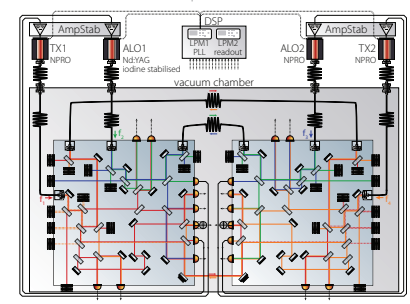 DSP
AmpStab
AmpStab
TX1
NPRO
ALO1
Nd:YAG
iodine stabilised
LPM1
PLL
LPM2
readout
ALO2
NPRO
TX2
NPRO
vacuum chamber